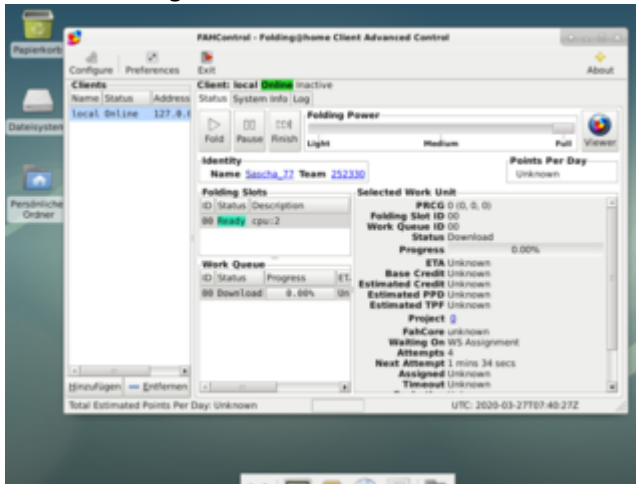 Papierkorb
Dateisystem
Persönliche
Ordner
FAHControl - Folding@home Client Advanced Control
Configure
Preferences
Exit
About
Clients
Name Status Address
local Online 127.0.
Client: local Online Inactive
Status System Info Log
Fold Pause Finish
Folding Power
Light Medium Full
Viewer
Identity
Name Sascha_77 Team 252330
Points Per Day
Unknown
Folding Slots
ID Status Description
00 Ready cpu:2
Work Queue
ID Status Progress ET
00 Download 0.00% Un
Selected Work Unit
PRCG 0 (0, 0, 0)
Folding Slot ID 00
Work Queue ID 00
Status Download
Progress 0.00%
ETA Unknown
Base Credit Unknown
Estimated Credit Unknown
Estimated PPD Unknown
Estimated TPF Unknown
Project 0
FahCore unknown
Waiting On WS Assignment
Attempts 4
Next Attempt 1 mins 34 secs
Assigned Unknown
Timeout Unknown
Hinzufügen Entfernen
Total Estimated Points Per Day: Unknown
UTC: 2020-03-27T07:40:27Z